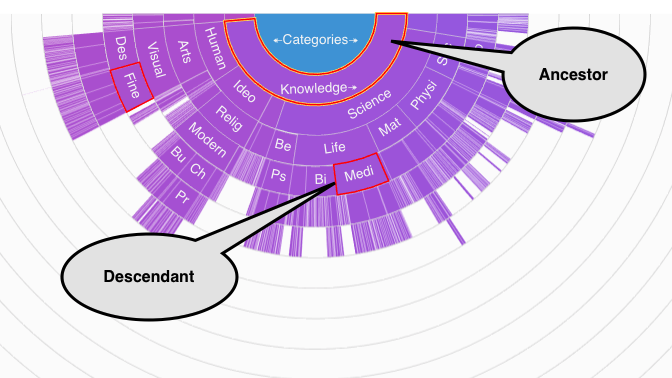 ←Categories→
Ancestor
Knowledge→
Human
Arts
Visual
Des
Fine
Ideo
Relig
Modern
Bu
Ch
Pr
Science
Physi
Mat
Be
Life
Ps
Bi
Medi
Descendant